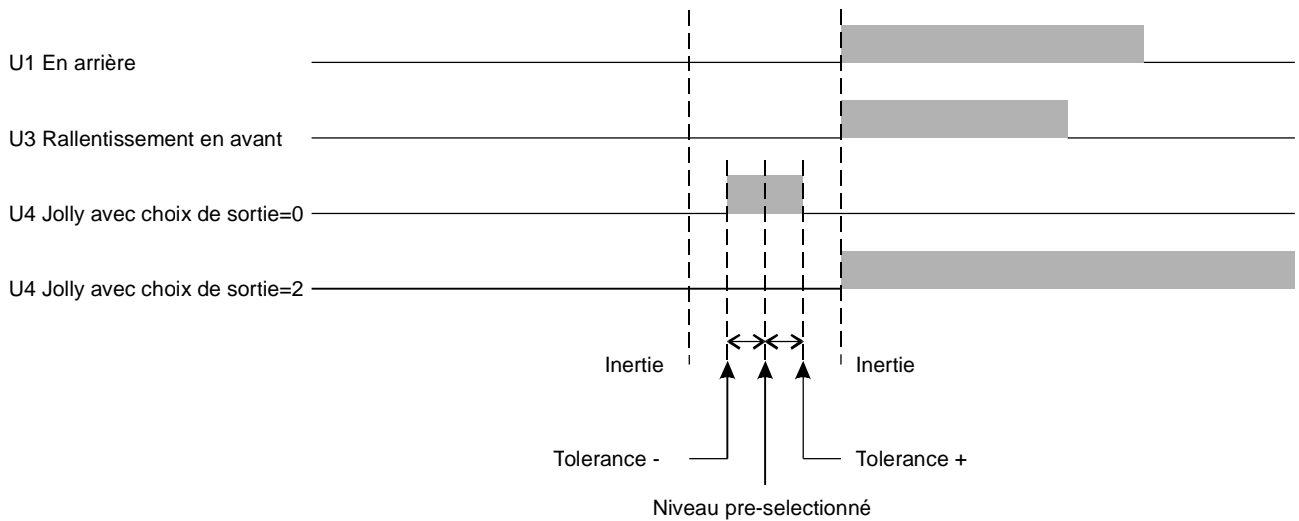 U1 En arrière
U3 Rallentissement en avant
U4 Jolly avec choix de sortie=0
U4 Jolly avec choix de sortie=2
Inertie
Inertie
Tolerance -
Tolerance +
Niveau pre-selectionné